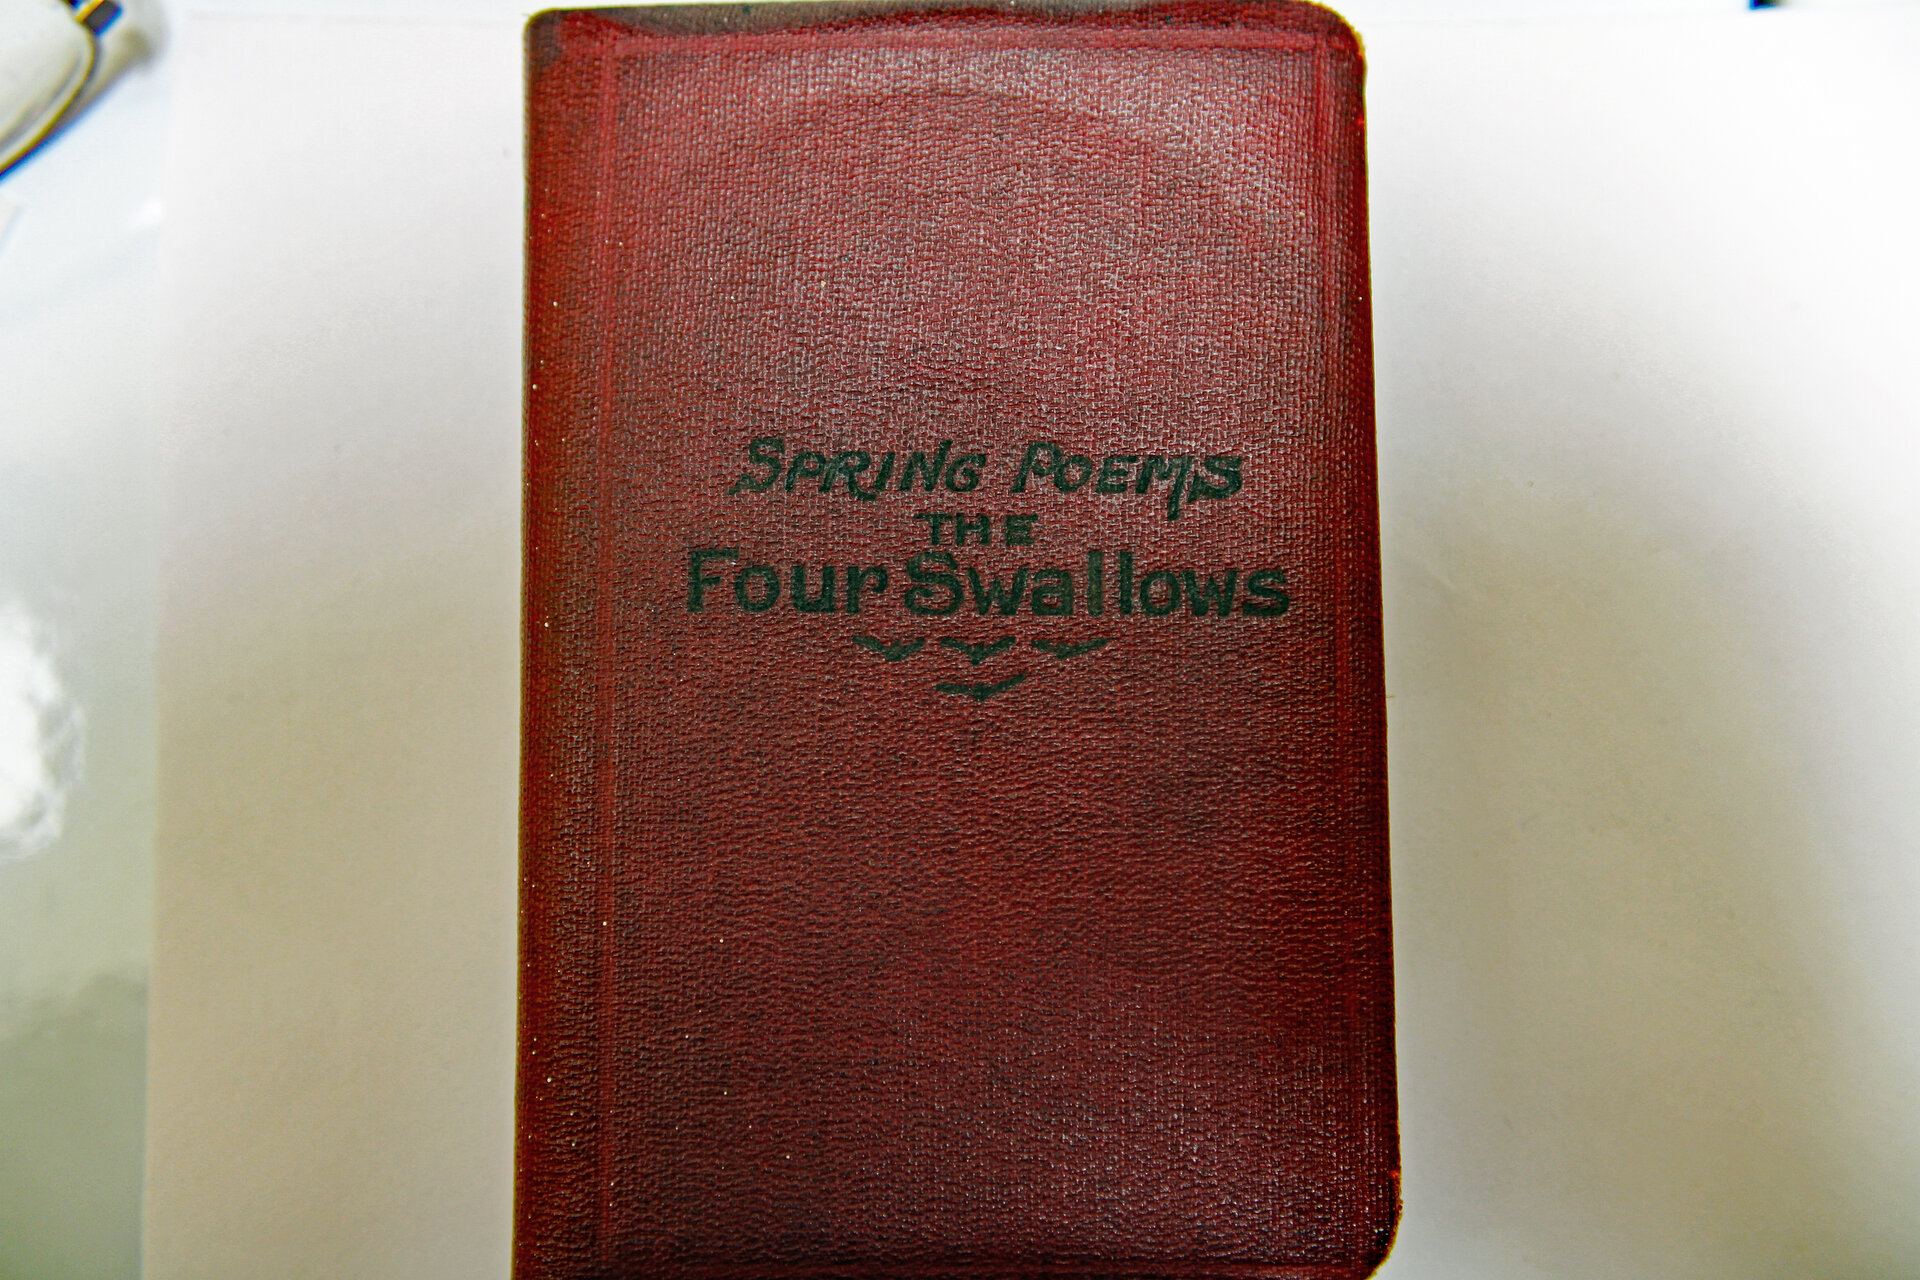 SPRING POEMS
THE
Four Swallows